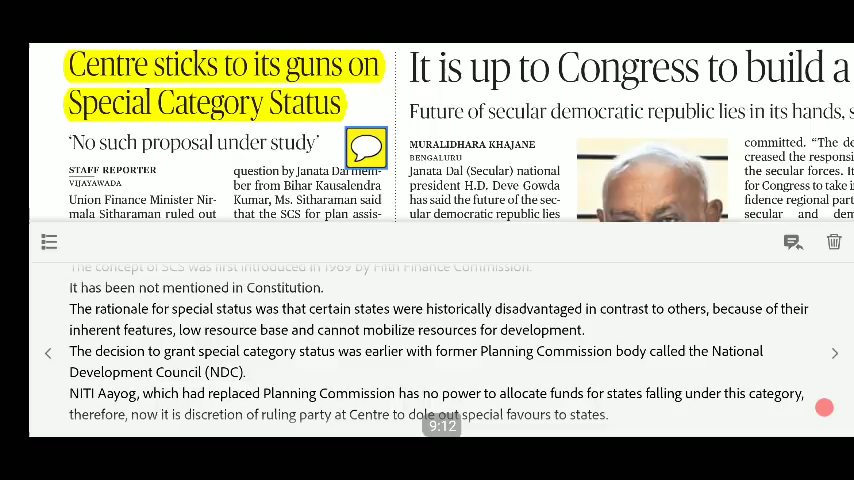 Centre sticks to its guns on
Special Category Status
'No such proposal under study'
STAFF REPORTER
VIJAYAWADA
Union Finance Minister Nir-
mala Sitharaman ruled out
question by Janata Dal mem-
ber from Bihar Kausalendra
Kumar, Ms. Sitharaman said
that the SCS for plan assis-
It is up to Congress to build a
Future of secular democratic republic lies in its hands, s
MURALIDHARA KHAJANE
BENGALURU
Janata Dal (Secular) national
president H.D. Deve Gowda
has said the future of the sec-
ular democratic republic lies
committed. "The de
creased the responsi
the secular forces. It
for Congress to take i
fidence regional part
secular and dem
The concept of SCS was first introduced in 1969 by Fifth Finance Commission.
It has been not mentioned in Constitution.
The rationale for special status was that certain states were historically disadvantaged in contrast to others, because of their
inherent features, low resource base and cannot mobilize resources for development.
The decision to grant special category status was earlier with former Planning Commission body called the National
Development Council (NDC).
NITI Aayog, which had replaced Planning Commission has no power to allocate funds for states falling under this category,
therefore, now it is discretion of ruling party at Centre to dole out special favours to states.
9:12